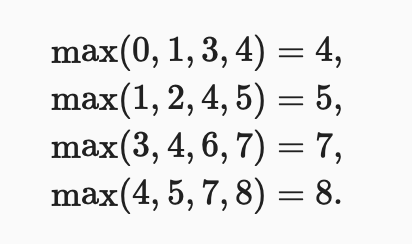 max(0, 1, 3, 4) = 4,
max(1, 2, 4, 5) = 5,
max(3, 4, 6, 7) = 7,
max(4, 5, 7, 8) = 8.